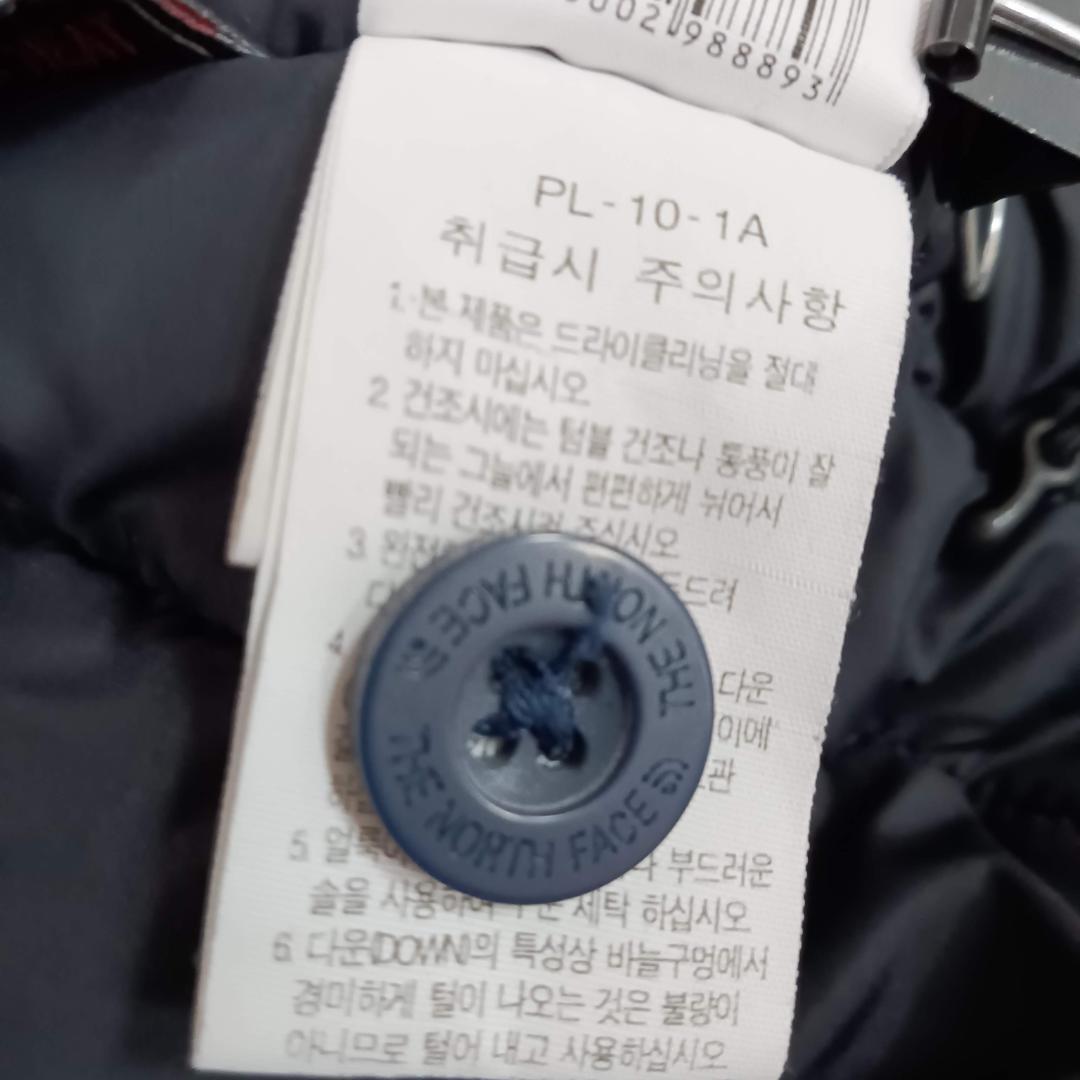 988893
PL-10-1A
취급시 주의사항
1. 본 제품은 드라이클리닝을 절대
하지 마십시오
2 건조시에는 텀블 건조나 통풍이 잘
되는 그늘에서 편편하게 뉘어서
빨리 건조시켜 주십시오
3.
드려
4.
다운
이메
관
5. 부드러운
솔을 사용하여 세탁 하십시오
6. 다운(DOWN)의 특성상 바늘구멍에서
경미하게 털이 나오는 것은 불량이
아니므로 털어 내고 사용하십시오
THE NORTH FACE
THE NORTH FACE